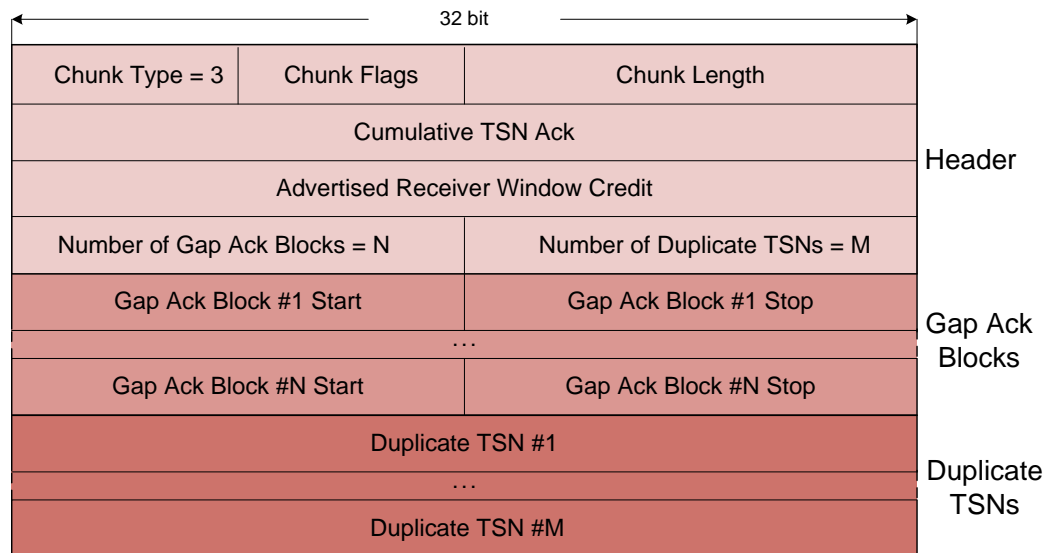 32 bit
Chunk Type = 3 Chunk Flags Chunk Length
Cumulative TSN Ack
Header
Advertised Receiver Window Credit
Number of Gap Ack Blocks = N Number of Duplicate TSNs = M
Gap Ack Block #1 Start Gap Ack Block #1 Stop
Gap Ack
Blocks
...
Gap Ack Block #N Start Gap Ack Block #N Stop
Duplicate TSN #1
Duplicate
TSNs
...
Duplicate TSN #M